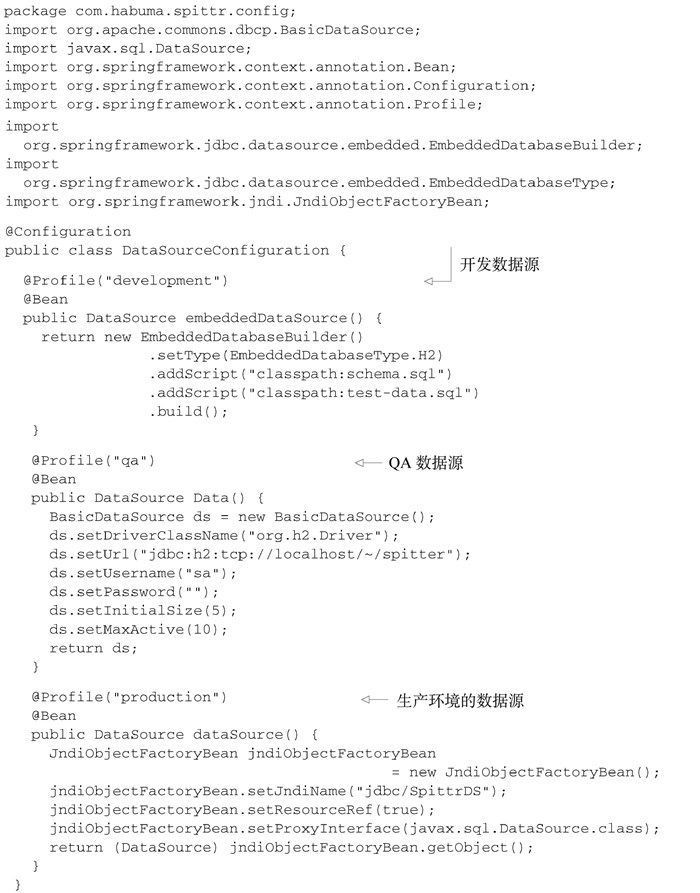 package com.habuma.spittr.config;
import org.apache.commons.dbcp.BasicDataSource;
import javax.sql.DataSource;
import org.springframework.context.annotation.Bean;
import org.springframework.context.annotation.Configuration;
import org.springframework.context.annotation.Profile;
import
  org.springframework.jdbc.datasource.embedded.EmbeddedDatabaseBuilder;
import
  org.springframework.jdbc.datasource.embedded.EmbeddedDatabaseType;
import org.springframework.jndi.JndiObjectFactoryBean;
@Configuration
public class DataSourceConfiguration {
开发数据源
  @Profile("development")
  @Bean
  public DataSource embeddedDataSource() {
    return new EmbeddedDatabaseBuilder()
                .setType(EmbeddedDatabaseType.H2)
                .addScript("classpath:schema.sql")
                .addScript("classpath:test-data.sql")
                .build();
   }
   @Profile("qa") QA 数据源
   @Bean
   public DataSource Data() {
     BasicDataSource ds = new BasicDataSource();
     ds.setDriverClassName("org.h2.Driver");
     ds.setUrl("jdbc:h2:tcp://localhost/~/spitter");
     ds.setUsername("sa");
     ds.setPassword("");
     ds.setInitialSize(5);
     ds.setMaxActive(10);
     return ds;
   }
   @Profile("production") 生产环境的数据源
   @Bean
   public DataSource dataSource() {
     JndiObjectFactoryBean jndiObjectFactoryBean
                                           = new JndiObjectFactoryBean();
     jndiObjectFactoryBean.setJndiName("jdbc/SpittrDS");
     jndiObjectFactoryBean.setResourceRef(true);
     jndiObjectFactoryBean.setProxyInterface(javax.sql.DataSource.class);
     return (DataSource) jndiObjectFactoryBean.getObject();
   }
 }